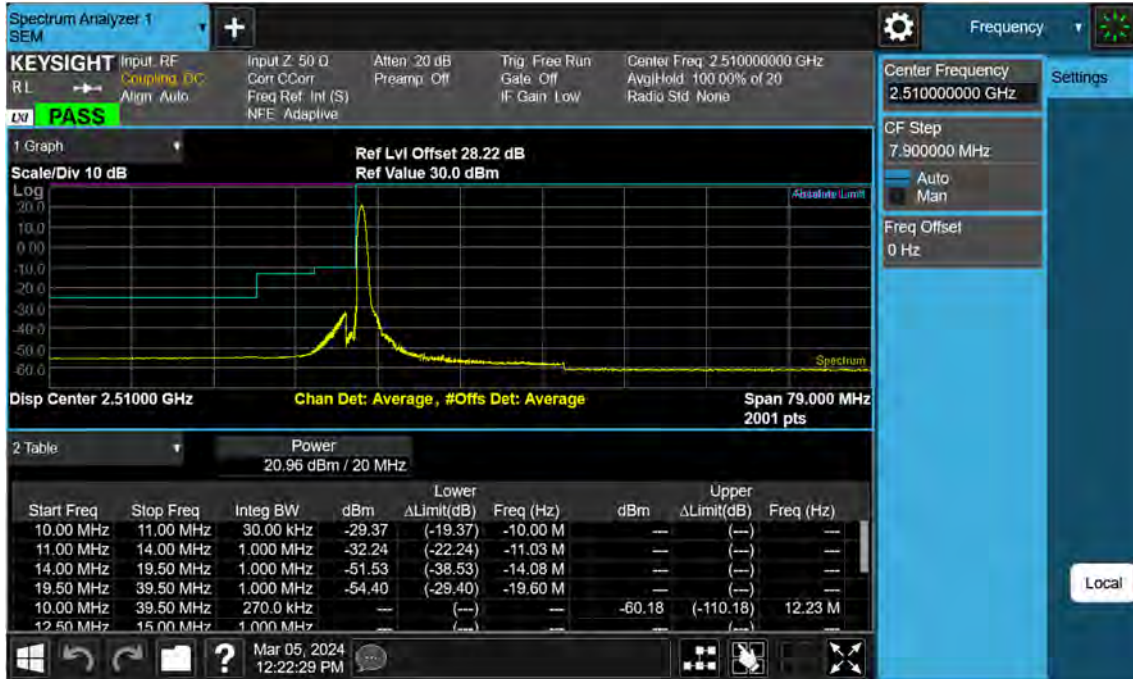 Spectrum Analyzer 1
SEM
Frequency
KEYSIGHT
RL
LXI
PASS
Input: RF
Coupling: DC
Align: Auto
Input Z: 50 Ω
Corr CCorr
Freq Ref: Int (S)
NFE: Adaptive
Atten: 20 dB
Preamp: Off
Trig: Free Run
Gate: Off
IF Gain: Low
Center Freq: 2.510000000 GHz
Avg|Hold: 100.00% of 20
Radio Std: None
Center Frequency
2.510000000 GHz
Settings
CF Step
7.900000 MHz
Auto
Man
Freq Offset
0 Hz
1 Graph
Scale/Div 10 dB
Ref Lvl Offset 28.22 dB
Ref Value 30.0 dBm
Log
Absolute Limit
20.0
10.0
0.00
-10.0
-20.0
-30.0
-40.0
-50.0
-60.0
Spectrum
Disp Center 2.51000 GHz
Chan Det: Average, #Offs Det: Average
Span 79.000 MHz
2001 pts
2 Table
Power
20.96 dBm / 20 MHz
Lower Upper
Start Freq Stop Freq Integ BW dBm ΔLimit(dB) Freq (Hz) dBm ΔLimit(dB) Freq (Hz)
10.00 MHz 11.00 MHz 30.00 kHz -29.37 (-19.37) -10.00 M --- (---) ---
11.00 MHz 14.00 MHz 1.000 MHz -32.24 (-22.24) -11.03 M --- (---) ---
14.00 MHz 19.50 MHz 1.000 MHz -51.53 (-38.53) -14.08 M --- (---) ---
19.50 MHz 39.50 MHz 1.000 MHz -54.40 (-29.40) -19.60 M --- (---) ---
10.00 MHz 39.50 MHz 270.0 kHz --- (---) --- -60.18 (-110.18) 12.23 M
12.50 MHz 15.00 MHz 1.000 MHz --- (---) --- --- (---) ---
Local
?
Mar 05, 2024
12:22:29 PM